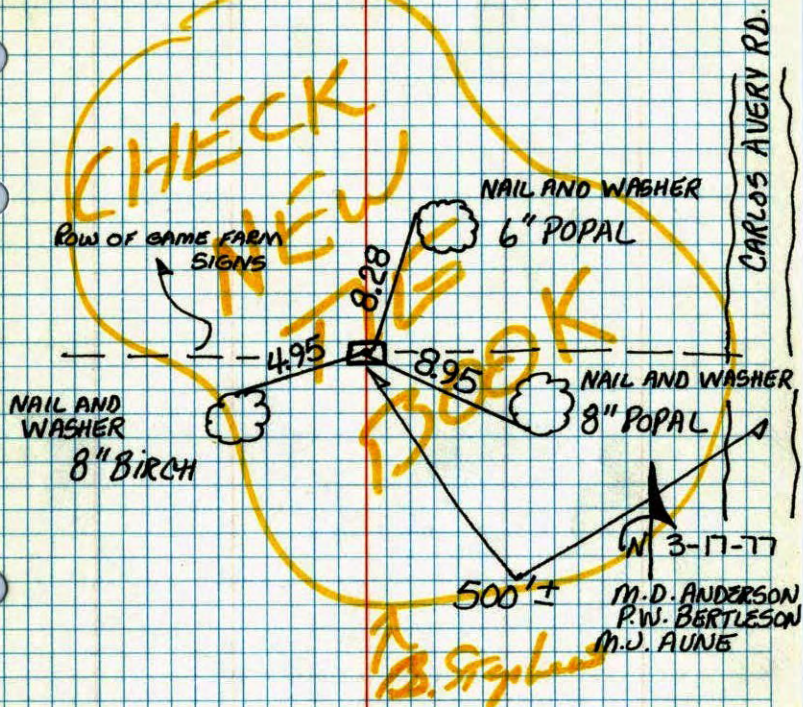 CARLOS AVERY RD.
CHECK
NEW
TIE
BOOK
NAIL AND WASHER
6" POPAL
ROW OF GAME FARM
SIGNS
8.28
4.95
8.95
NAIL AND WASHER
8" POPAL
NAIL AND
WASHER
8" BIRCH
N 3-17-77
500'±
M.D. ANDERSON
P.W. BERTLESON
M.J. AUNE
B.